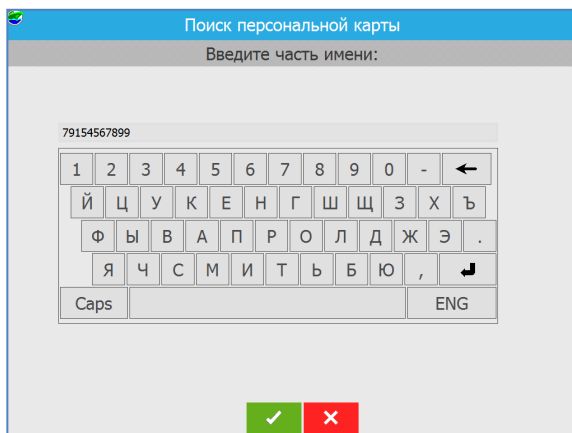 Поиск персональной карты
Введите часть имени:
79154567899
1 2 3 4 5 6 7 8 9 0 -
Й Ц У К Е Н Г Ш Щ З Х Ъ
Ф Ы В А П Р О Л Д Ж Э .
Я Ч С М И Т Ь Б Ю ,
Caps ENG